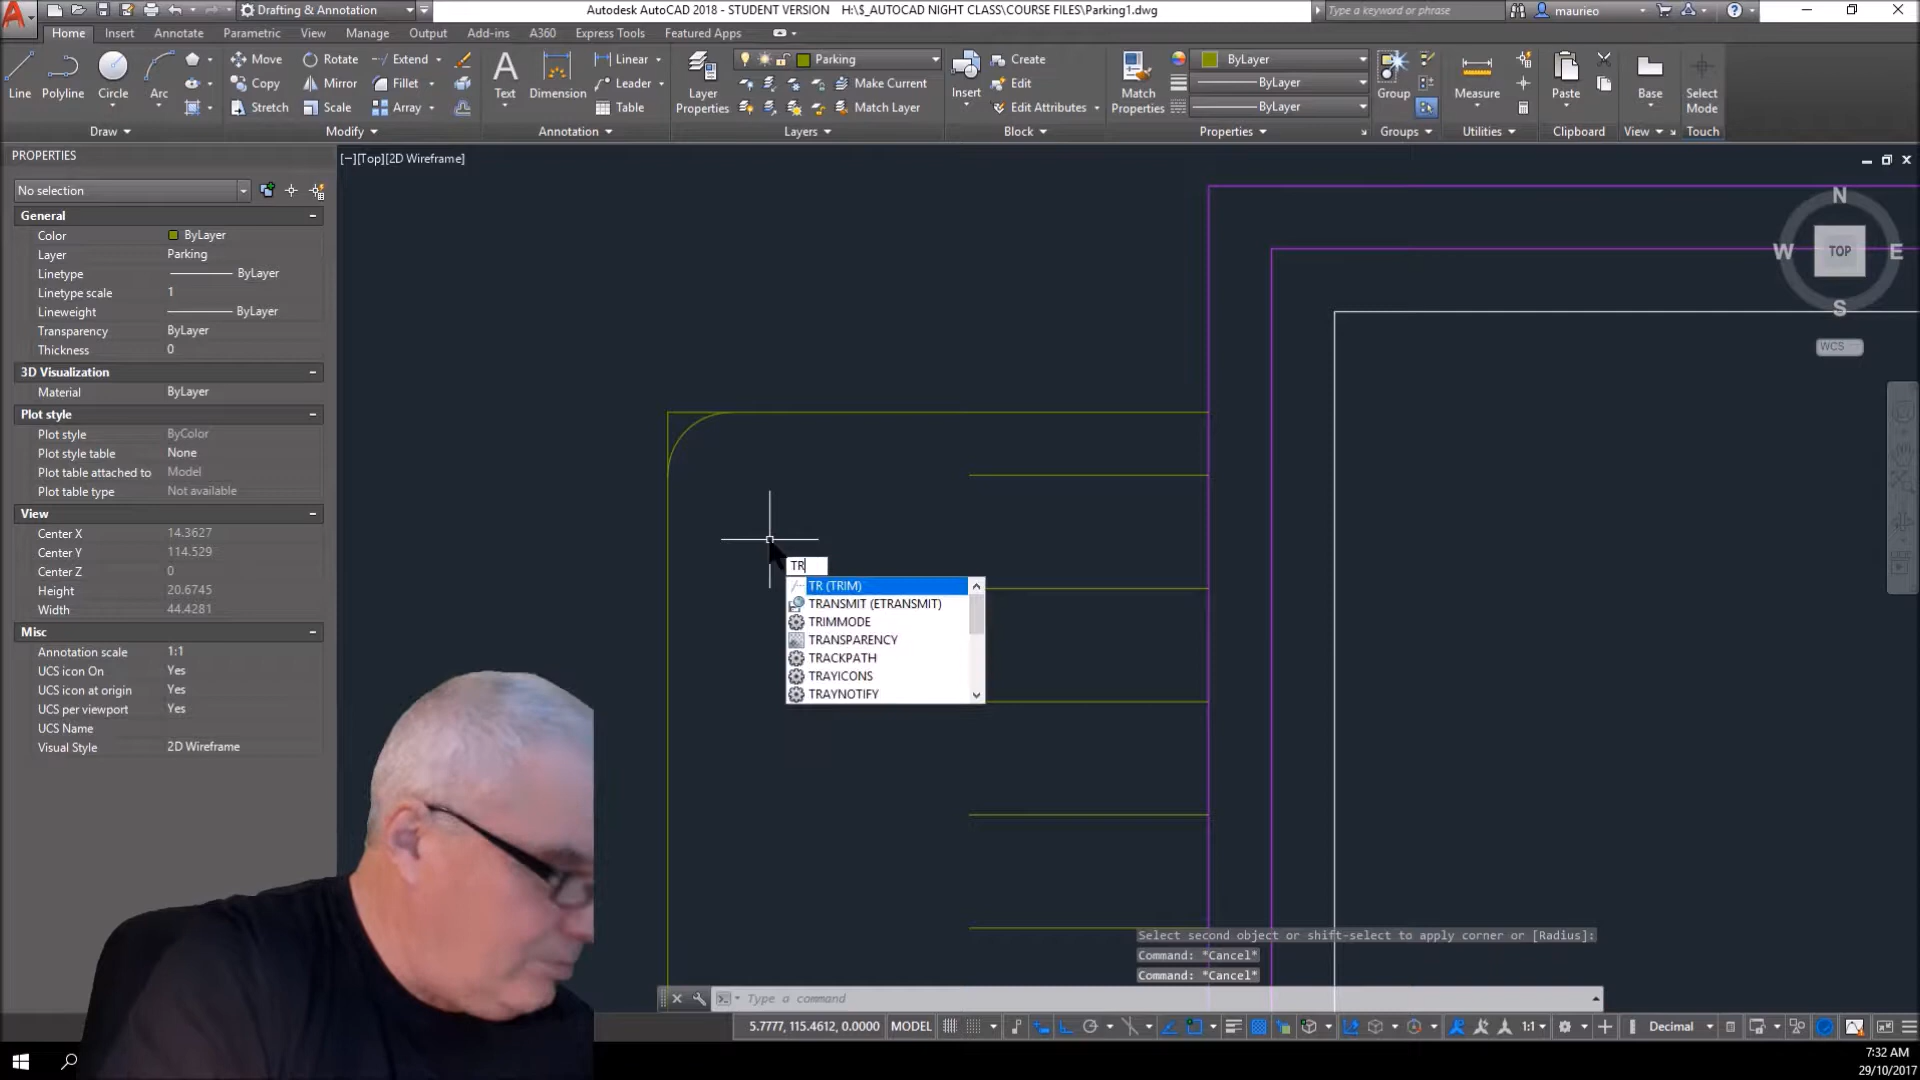 Drafting & Annotation
Autodesk AutoCAD 2018 - STUDENT VERSION H:\$_AUTOCAD NIGHT CLASS\COURSE FILES\Parking1.dwg
Type a keyword or phrase
maurieo
Home Insert Annotate Parametric View Manage Output Add-ins A360 Express Tools Featured Apps
Move Rotate Extend
Copy Mirror Fillet
Stretch Scale Array
Line Polyline Circle Arc
Text Dimension
Linear
Leader
Table
Layer Properties
Parking
Make Current
Match Layer
Insert
Create
Edit
Edit Attributes
Match Properties
ByLayer
ByLayer
ByLayer
Group
Measure
Paste
Base
Select Mode
Draw Modify Annotation Layers Block Properties Groups Utilities Clipboard View Touch
PROPERTIES
[−][Top][2D Wireframe]
No selection
General
Color ByLayer
Layer Parking
Linetype ByLayer
Linetype scale 1
Lineweight ByLayer
Transparency ByLayer
Thickness 0
3D Visualization
Material ByLayer
Plot style
Plot style ByColor
Plot style table None
Plot table attached to Model
Plot table type Not available
View
Center X 14.3627
Center Y 114.529
Center Z 0
Height 20.6745
Width 44.4281
Misc
Annotation scale 1:1
UCS icon On Yes
UCS icon at origin Yes
UCS per viewport Yes
UCS Name
Visual Style 2D Wireframe
N
W TOP E
S
WCS
TR
TR (TRIM)
TRANSMIT (ETRANSMIT)
TRIMMODE
TRANSPARENCY
TRACKPATH
TRAYICONS
TRAYNOTIFY
Select second object or shift-select to apply corner or [Radius]:
Command: *Cancel*
Command: *Cancel*
Type a command
5.7777, 115.4612, 0.0000 MODEL 1:1 Decimal
7:32 AM
29/10/2017